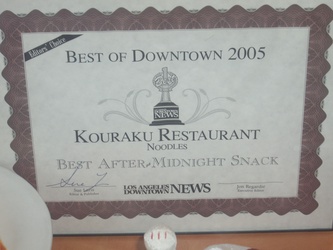 Editors' Choice
BEST OF DOWNTOWN 2005
NEWS
KOURAKU RESTAURANT
NOODLES
BEST AFTER-MIDNIGHT SNACK
LOS ANGELES
DOWNTOWN NEWS